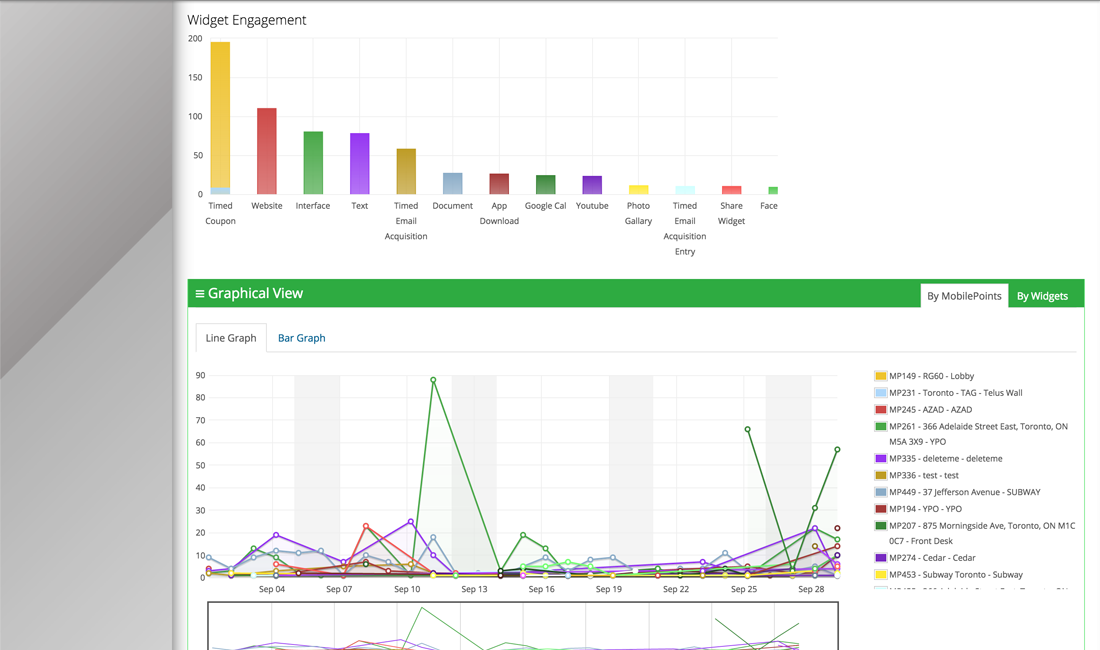 Widget Engagement
200
150
100
50
0
Timed Coupon
Website
Interface
Text
Timed Email Acquisition
Document
App Download
Google Cal
Youtube
Photo Gallary
Timed Email Acquisition Entry
Share Widget
Face
≡ Graphical View
By MobilePoints
By Widgets
Line Graph
Bar Graph
90
80
70
60
50
40
30
20
10
0
Sep 04
Sep 07
Sep 10
Sep 13
Sep 16
Sep 19
Sep 22
Sep 25
Sep 28
MP149 - RG60 - Lobby
MP231 - Toronto - TAG - Telus Wall
MP245 - AZAD - AZAD
MP261 - 366 Adelaide Street East, Toronto, ON
M5A 3X9 - YPO
MP335 - deleteme - deleteme
MP336 - test - test
MP449 - 37 Jefferson Avenue - SUBWAY
MP194 - YPO - YPO
MP207 - 875 Morningside Ave, Toronto, ON M1C
0C7 - Front Desk
MP274 - Cedar - Cedar
MP453 - Subway Toronto - Subway